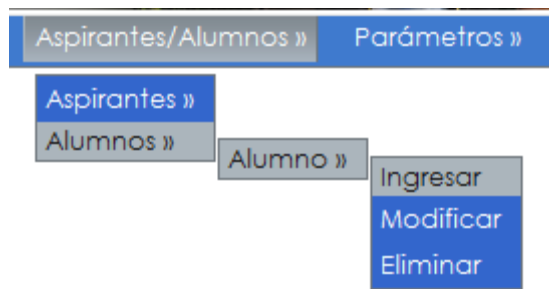 Aspirantes/Alumnos » Parámetros »
Aspirantes »
Alumnos »
Alumno »
Ingresar
Modificar
Eliminar